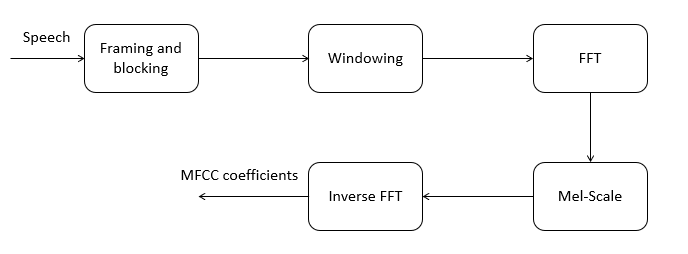 Speech
Framing and
blocking
Windowing
FFT
Mel-Scale
Inverse FFT
MFCC coefficients